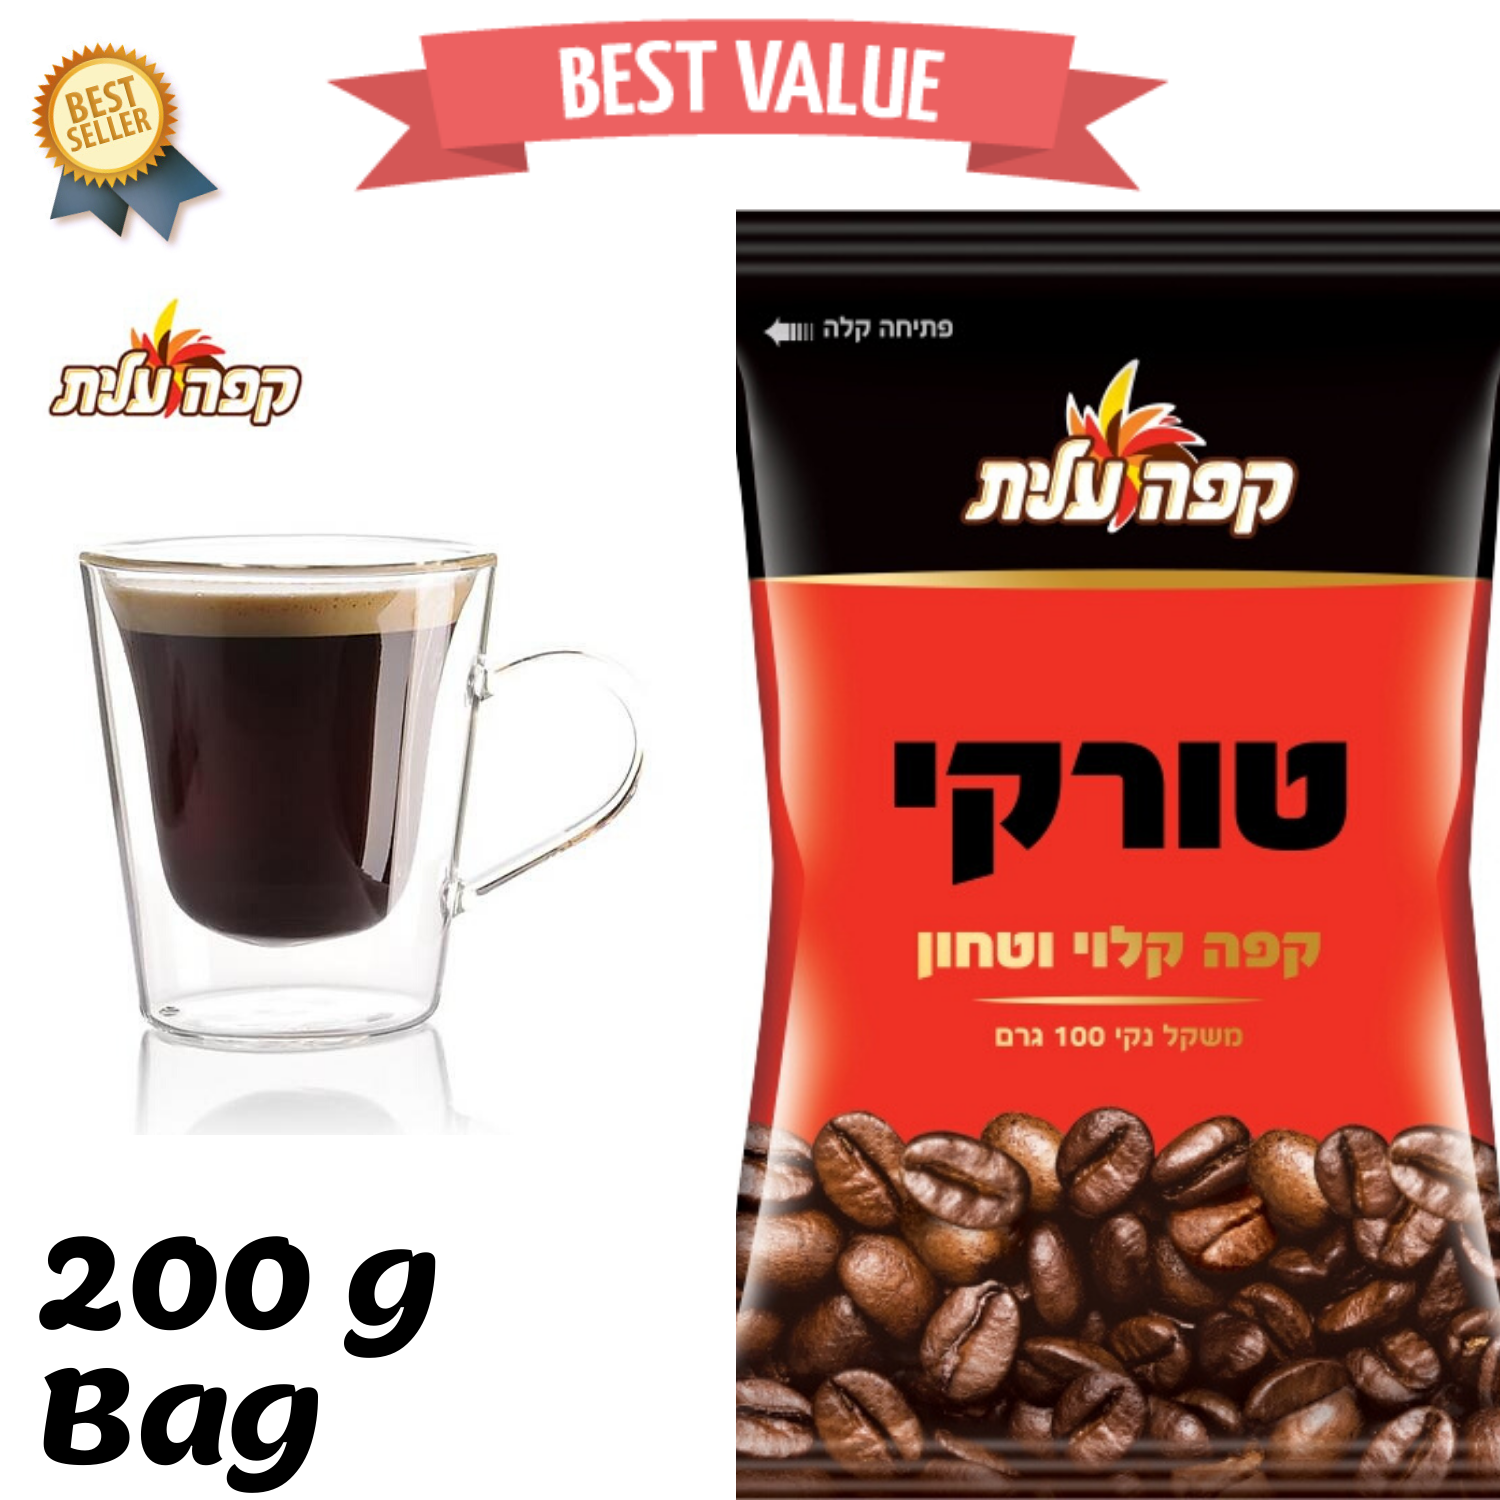 BEST VALUE
BEST
SELLER
קפה עלית
פתיחה קלה
קפה עלית
טורקי
קפה קלוי וטחון
משקל נקי 100 גרם
200 g
Bag